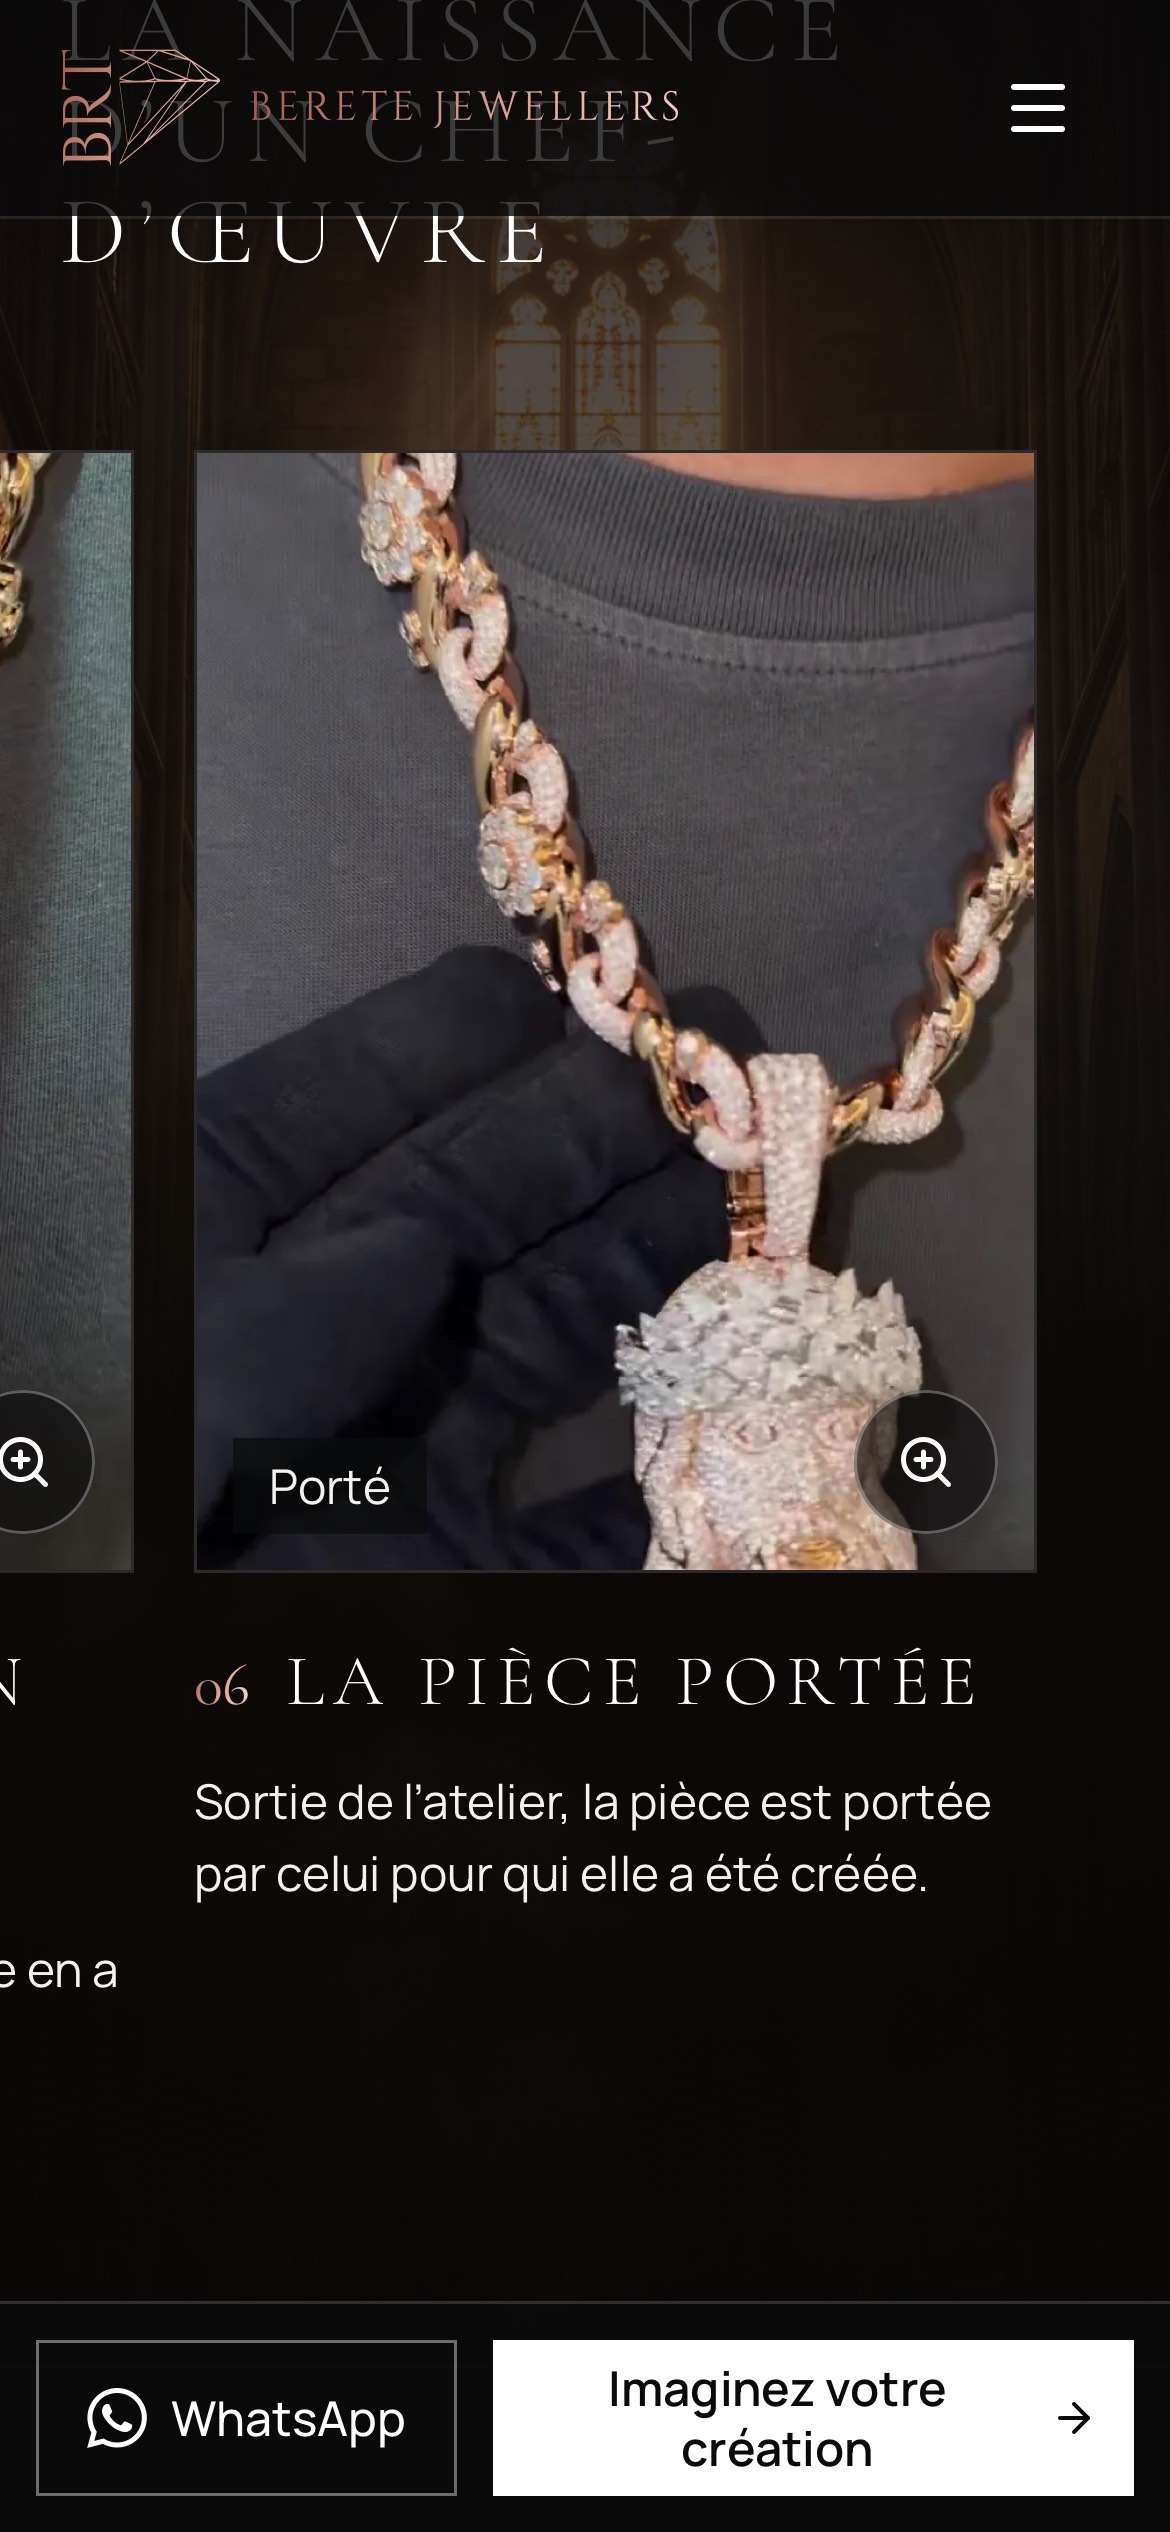 LA NAISSANCE
D’UN CHEF-
D’ŒUVRE
BRT
BERETE JEWELLERS
Porté
N
06 LA PIÈCE PORTÉE
Sortie de l’atelier, la pièce est portée
par celui pour qui elle a été créée.
e en a
WhatsApp
Imaginez votre
création